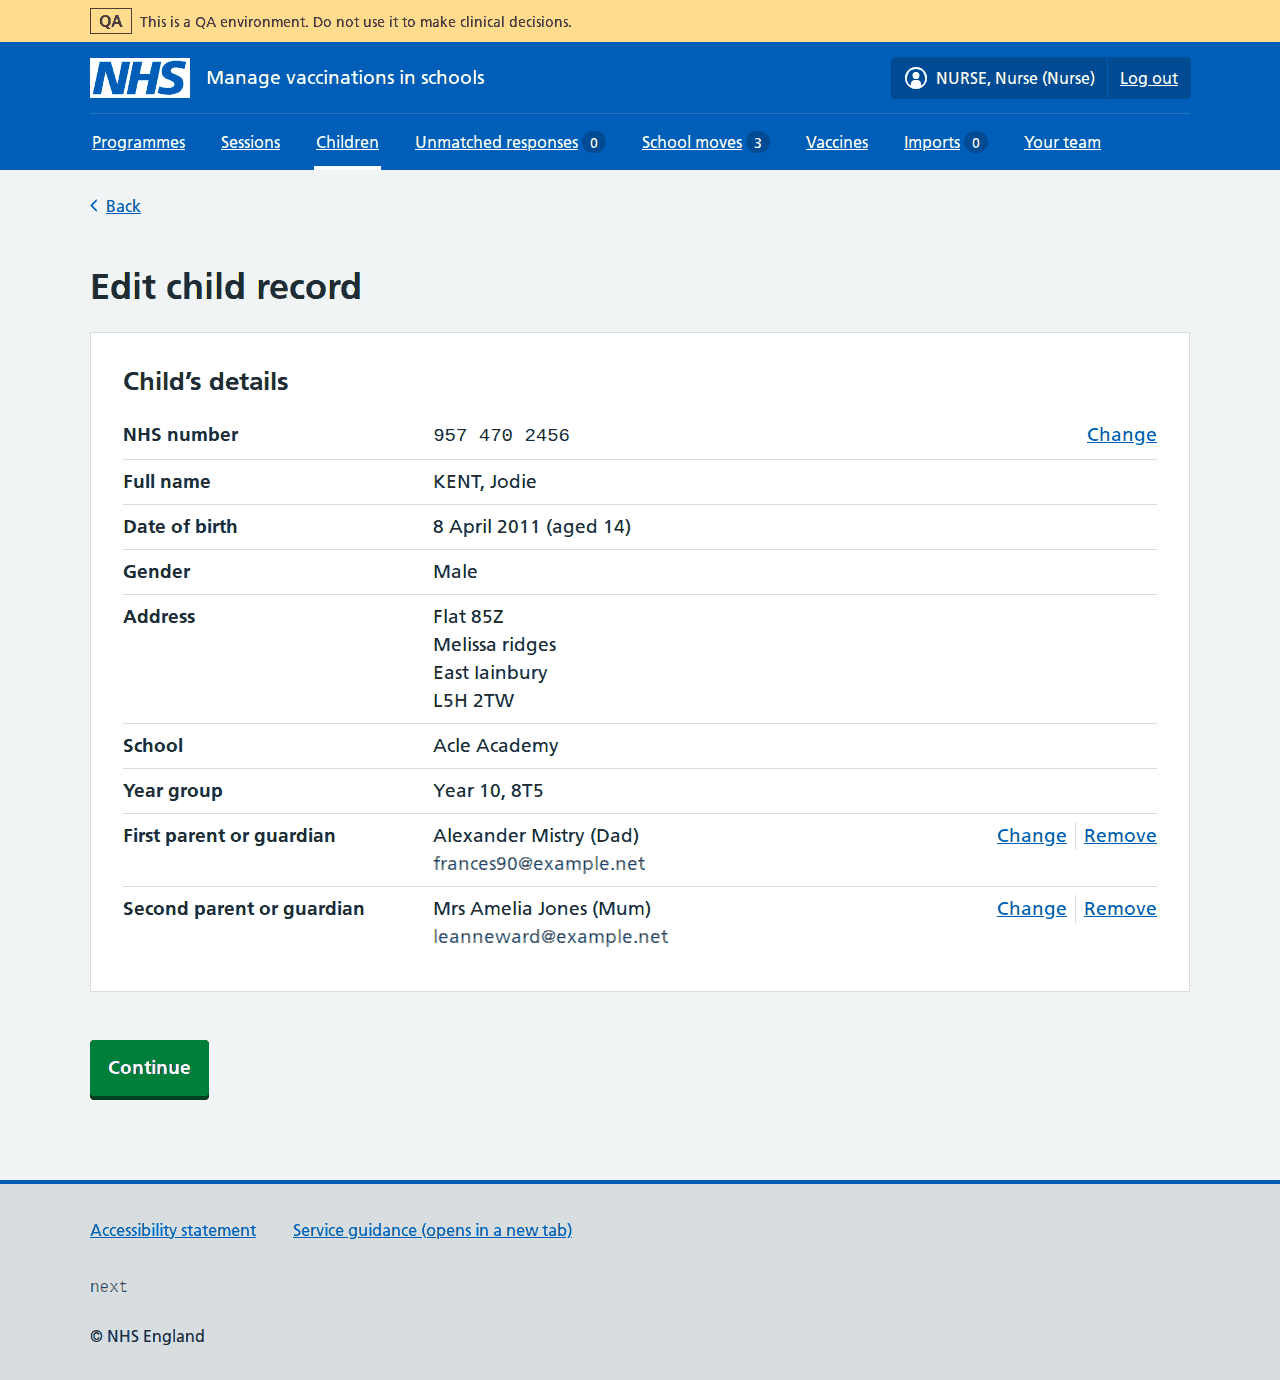 QA This is a QA environment. Do not use it to make clinical decisions.
NHS Manage vaccinations in schools NURSE, Nurse (Nurse) Log out
Programmes Sessions Children Unmatched responses 0 School moves 3 Vaccines Imports 0 Your team
Back
Edit child record
Child’s details
NHS number 957 470 2456 Change
Full name KENT, Jodie
Date of birth 8 April 2011 (aged 14)
Gender Male
Address Flat 85Z
Melissa ridges
East Iainbury
L5H 2TW
School Acle Academy
Year group Year 10, 8T5
First parent or guardian Alexander Mistry (Dad) Change Remove
frances90@example.net
Second parent or guardian Mrs Amelia Jones (Mum) Change Remove
leanneward@example.net
Continue
Accessibility statement Service guidance (opens in a new tab)
next
© NHS England